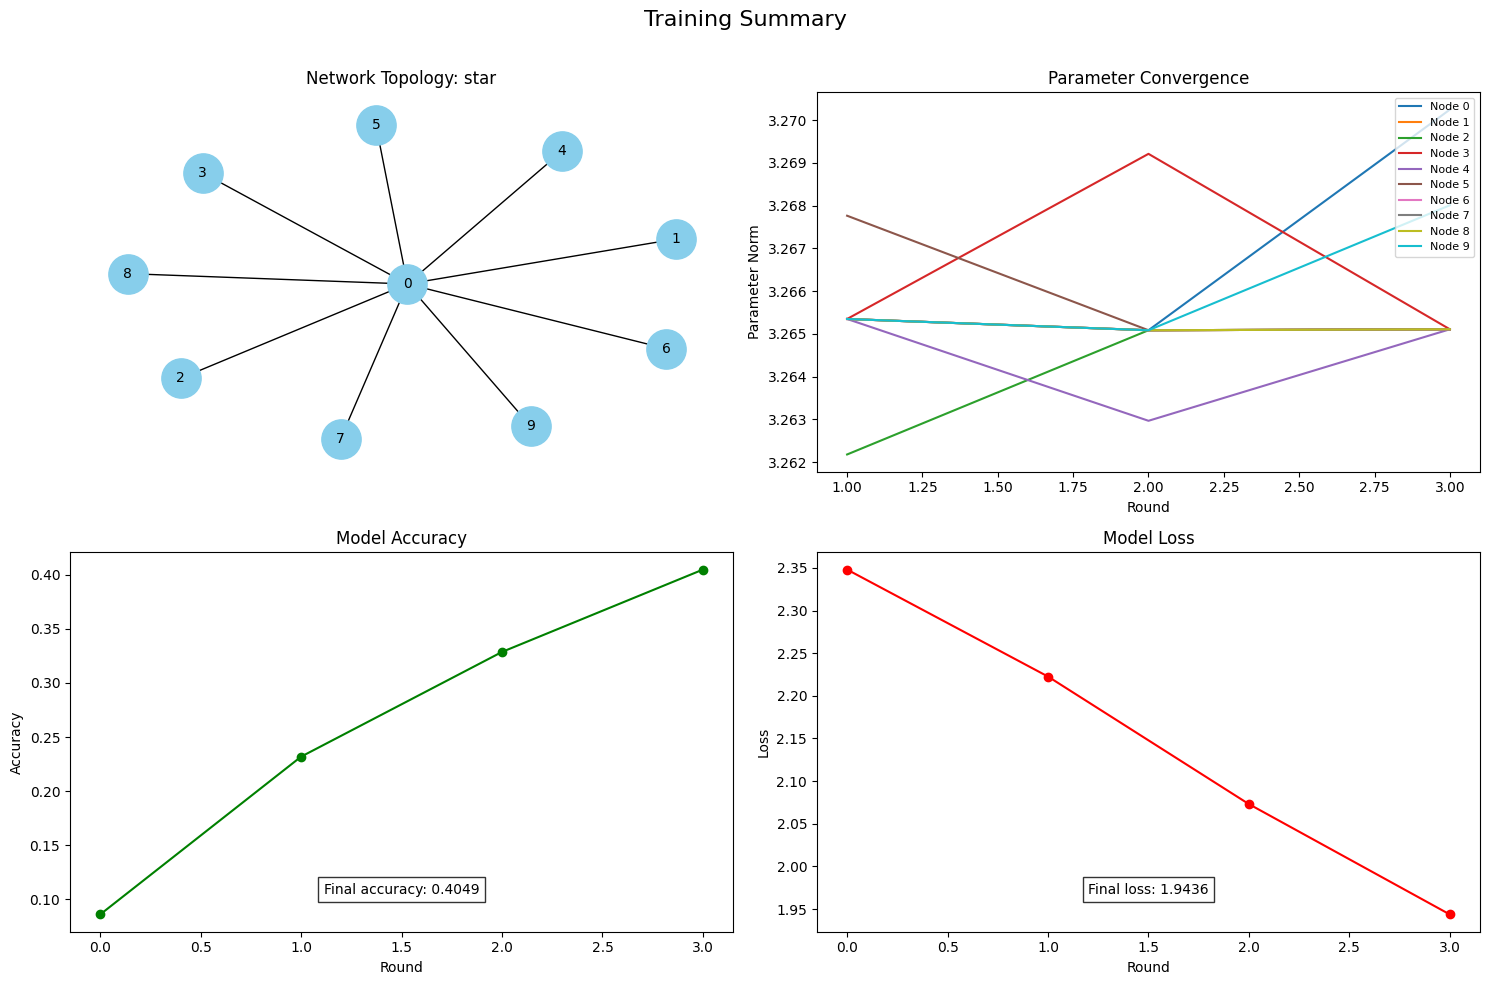 Training Summary
Network Topology: star
5
4
3
1
8
0
6
2
9
7
Parameter Convergence
Parameter Norm
3.270
3.269
3.268
3.267
3.266
3.265
3.264
3.263
3.262
1.00 1.25 1.50 1.75 2.00 2.25 2.50 2.75 3.00
Round
Node 0
Node 1
Node 2
Node 3
Node 4
Node 5
Node 6
Node 7
Node 8
Node 9
Model Accuracy
Accuracy
0.40
0.35
0.30
0.25
0.20
0.15
0.10
Final accuracy: 0.4049
0.0 0.5 1.0 1.5 2.0 2.5 3.0
Round
Model Loss
Loss
2.35
2.30
2.25
2.20
2.15
2.10
2.05
2.00
1.95
Final loss: 1.9436
0.0 0.5 1.0 1.5 2.0 2.5 3.0
Round